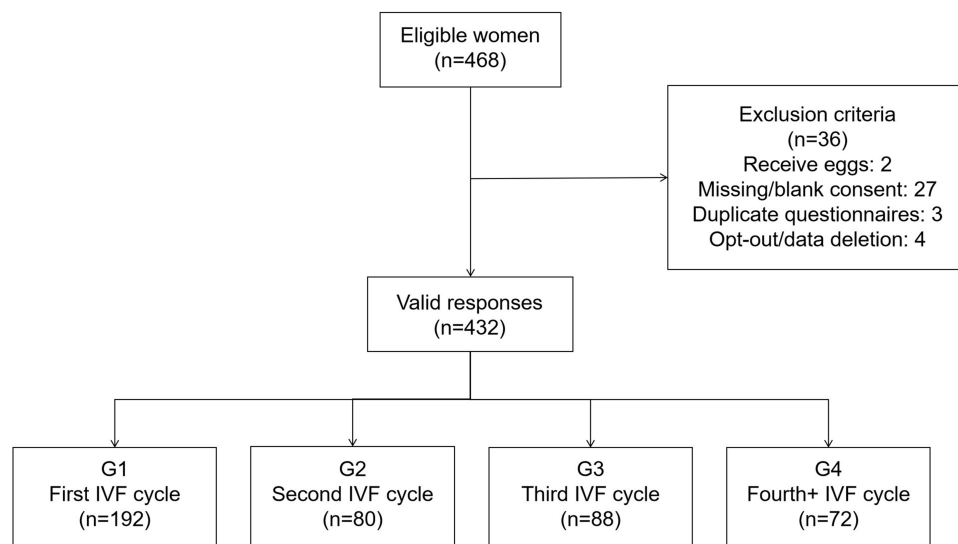 Eligible women
(n=468)
Exclusion criteria
(n=36)
Receive eggs: 2
Missing/blank consent: 27
Duplicate questionnaires: 3
Opt-out/data deletion: 4
Valid responses
(n=432)
G1
First IVF cycle
(n=192)
G2
Second IVF cycle
(n=80)
G3
Third IVF cycle
(n=88)
G4
Fourth+ IVF cycle
(n=72)